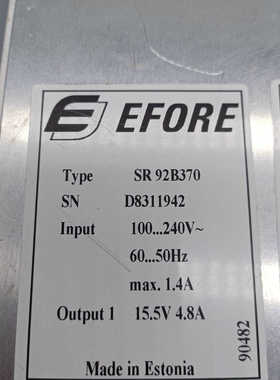 EFORE
Type SR 92B370
SN D8311942
Input 100...240V~
60...50Hz
max. 1.4A
Output 1 15.5V 4.8A
Made in Estonia
90482